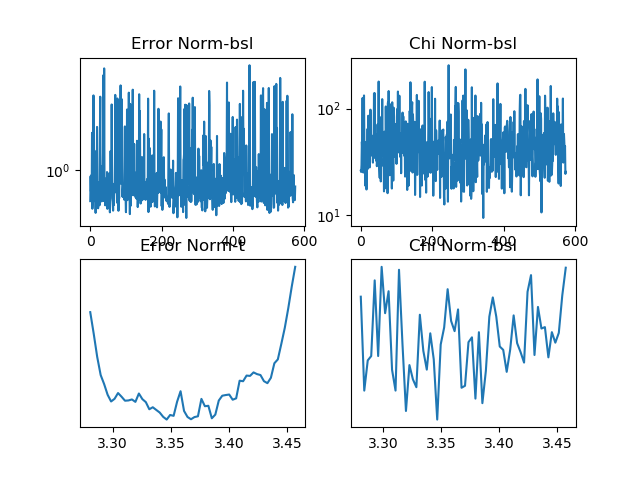 Error Norm-bsl
Chi Norm-bsl
10^0
10^2
10^1
0 200 400 600
0 200 400 600
Error Norm-t
Chi Norm-bsl
3.30 3.35 3.40 3.45
3.30 3.35 3.40 3.45